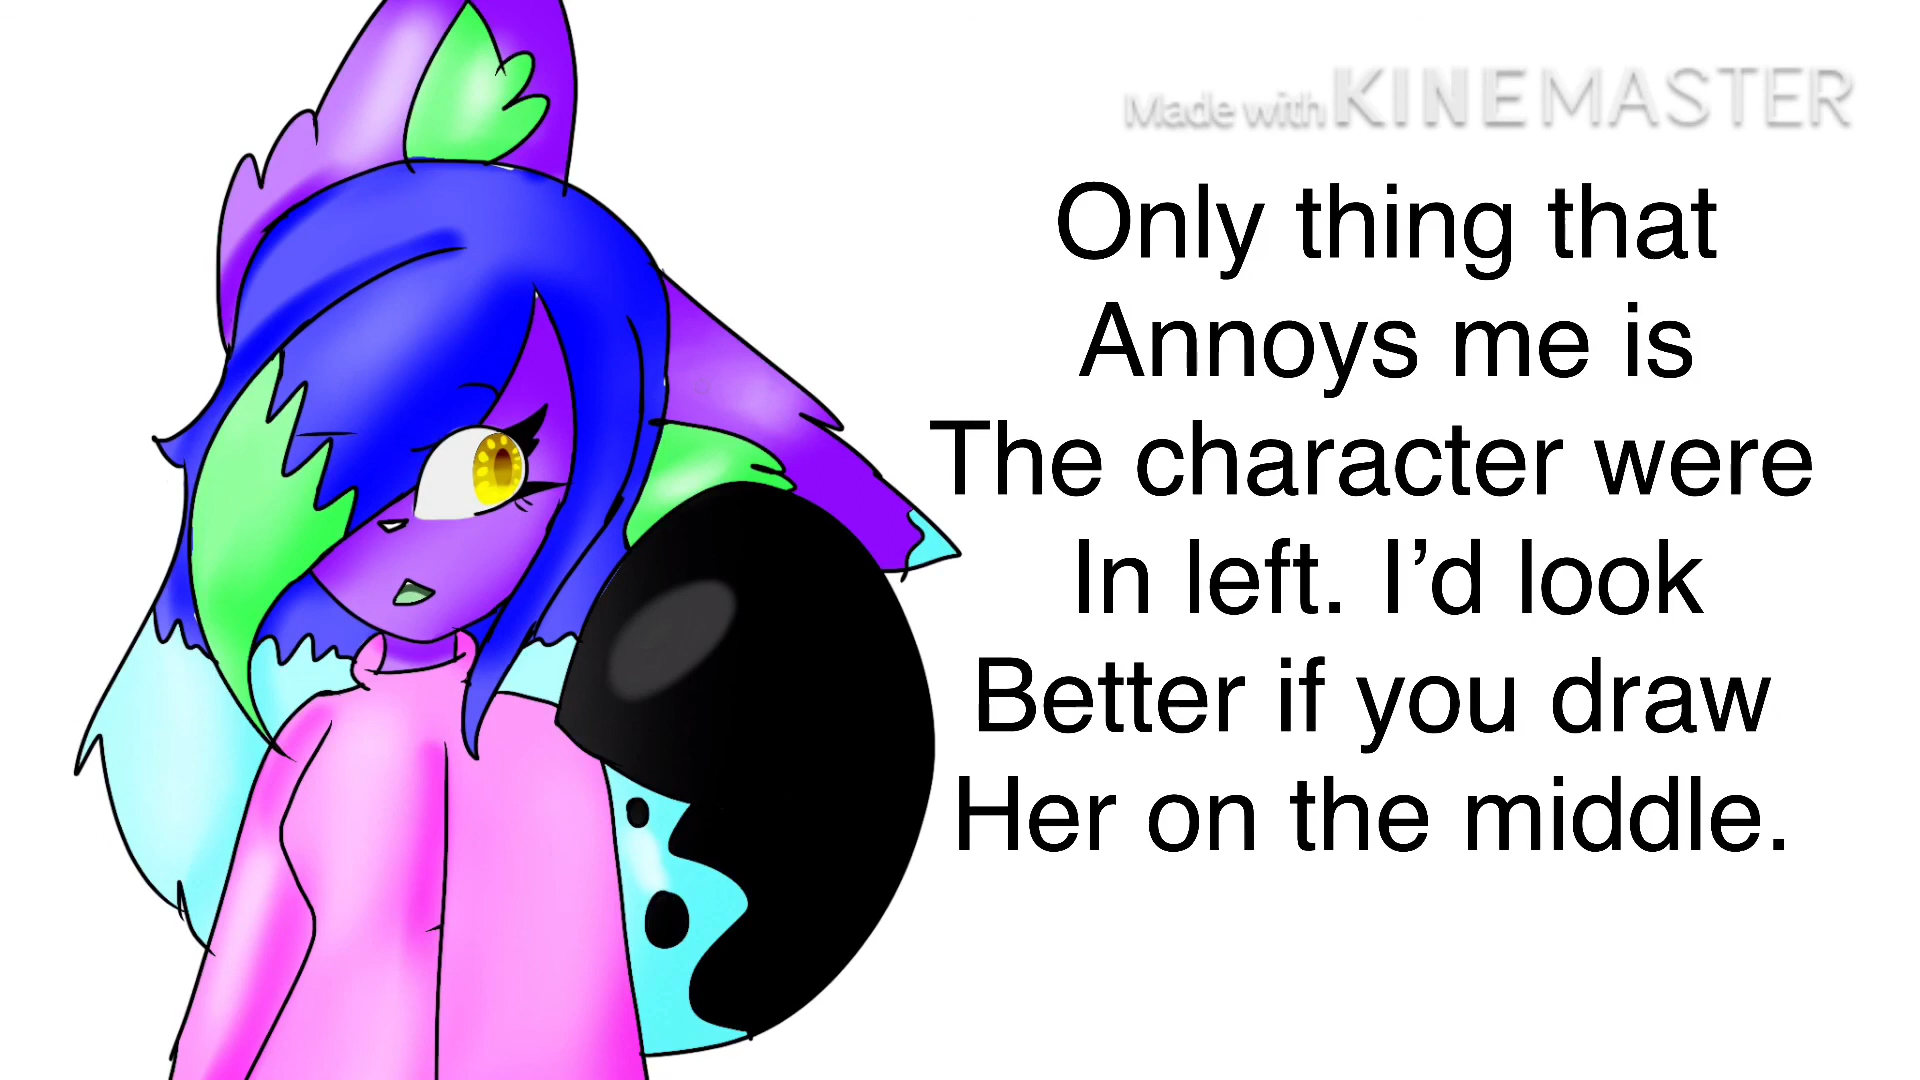 Made with KINEMASTER
Only thing that
Annoys me is
The character were
In left. I’d look
Better if you draw
Her on the middle.